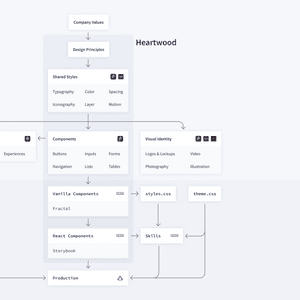 Company Values
Heartwood
Design Principles
Shared Styles
Typography Color Spacing
Iconography Layer Motion
Components
Visual Identity
Experiences
Buttons Inputs Forms
Navigation Lists Tables
Logos & Lockups Video
Photography Illustration
Vanilla Components
Fractal
styles.css
theme.css
React Components
Storybook
Skills
Production